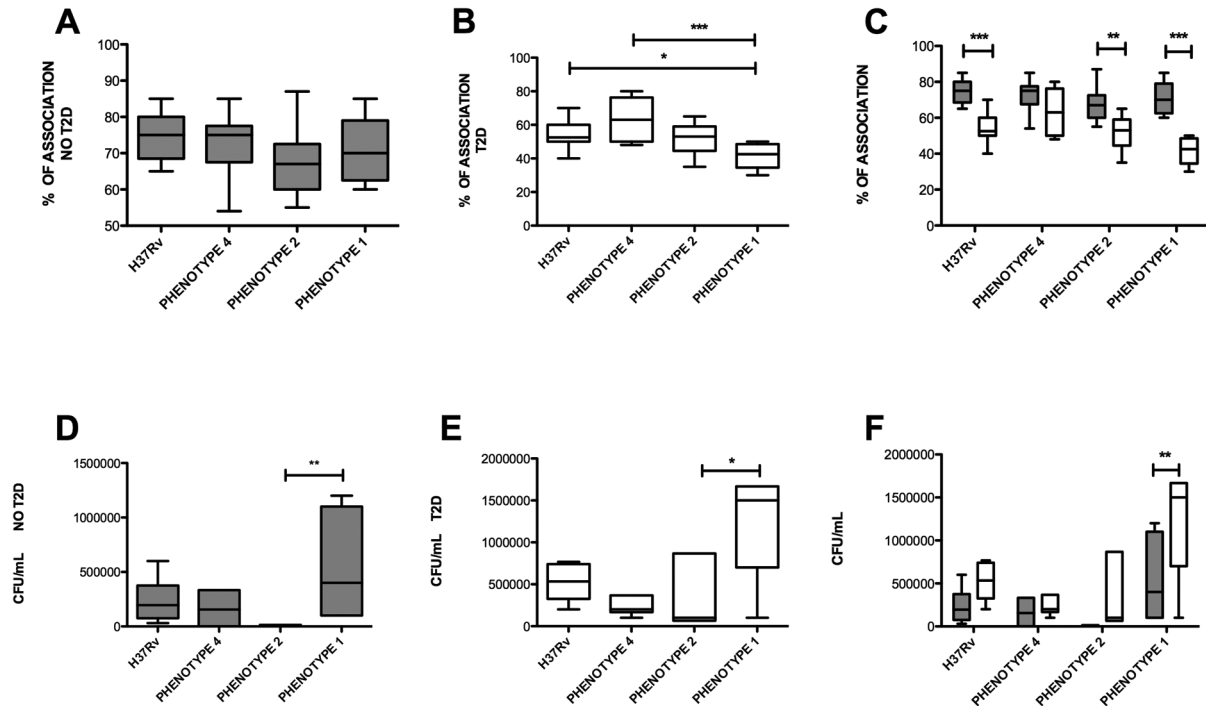 A
% OF ASSOCIATION
NO T2D
100
90
80
70
60
50
H37Rv
PHENOTYPE 4
PHENOTYPE 2
PHENOTYPE 1
B
% OF ASSOCIATION
T2D
100
80
60
40
20
0
***
*
H37Rv
PHENOTYPE 4
PHENOTYPE 2
PHENOTYPE 1
C
% OF ASSOCIATION
100
80
60
40
20
0
***
**
***
H37Rv
PHENOTYPE 4
PHENOTYPE 2
PHENOTYPE 1
D
CFU/mL NO T2D
1500000
1000000
500000
0
**
H37Rv
PHENOTYPE 4
PHENOTYPE 2
PHENOTYPE 1
E
CFU/mL T2D
2000000
1500000
1000000
500000
0
*
H37Rv
PHENOTYPE 4
PHENOTYPE 2
PHENOTYPE 1
F
CFU/mL
2000000
1500000
1000000
500000
0
**
H37Rv
PHENOTYPE 4
PHENOTYPE 2
PHENOTYPE 1